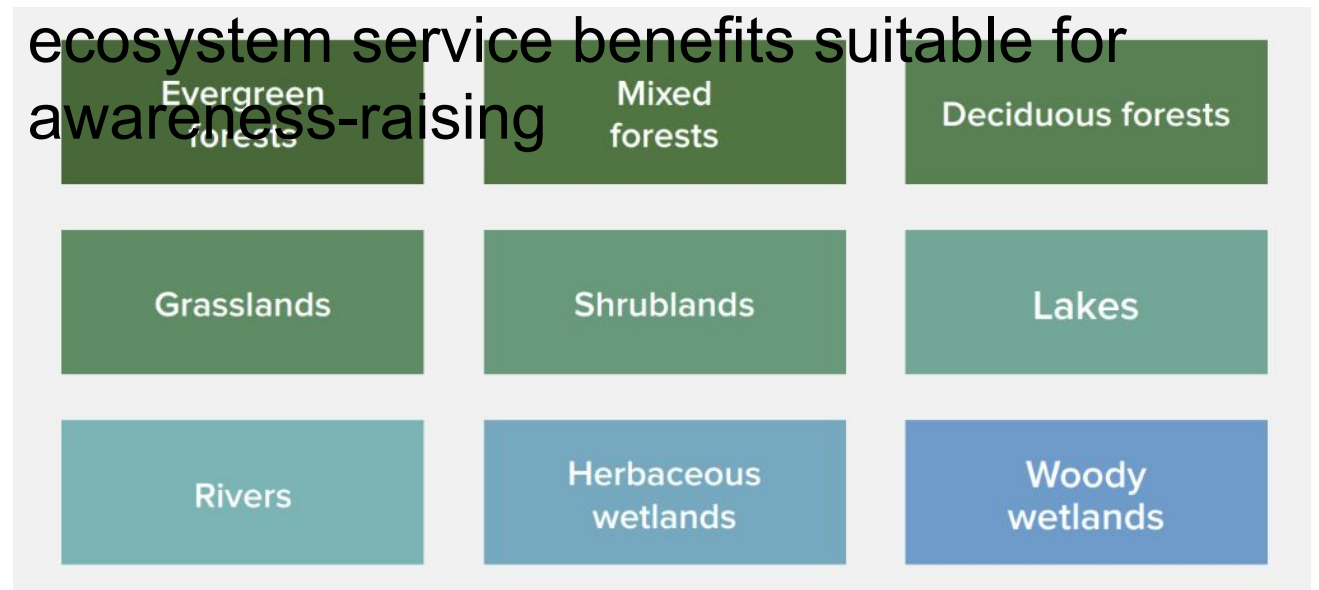 ecosystem service benefits suitable for
awareness-raising
Evergreen
forests
Mixed
forests
Deciduous forests
Grasslands
Shrublands
Lakes
Rivers
Herbaceous
wetlands
Woody
wetlands